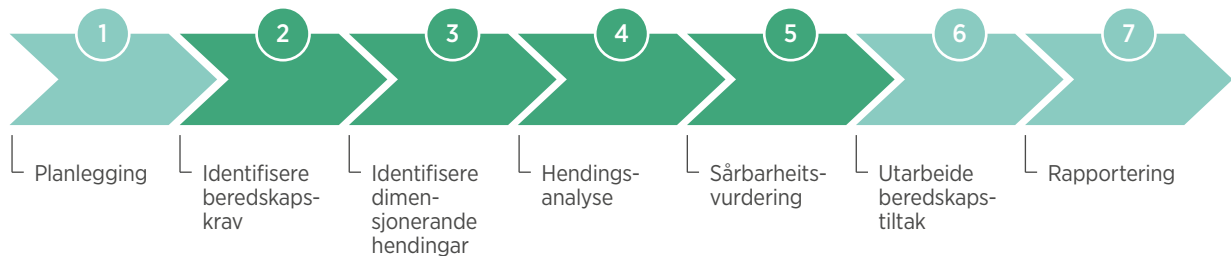 1
2
3
4
5
6
7
Planlegging
Identifisere
beredskaps-
krav
Identifisere
dimen-
sjonerande
hendingar
Hendings-
analyse
Sårbarheits-
vurdering
Utarbeide
beredskaps-
tiltak
Rapportering